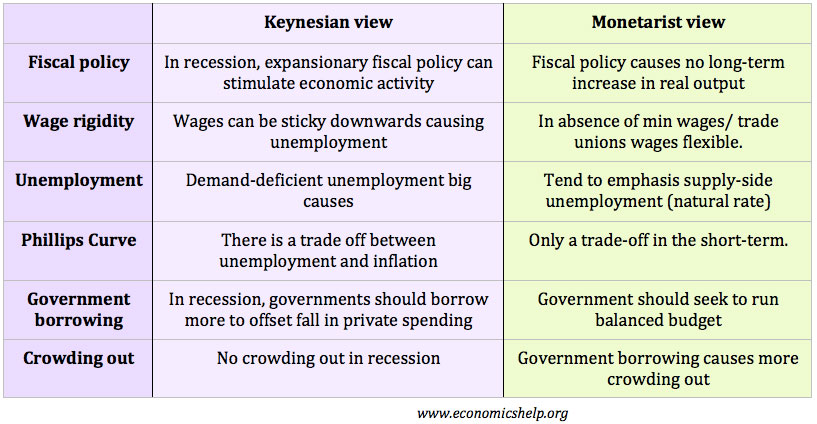 Keynesian view
Monetarist view
Fiscal policy
In recession, expansionary fiscal policy can
stimulate economic activity
Fiscal policy causes no long-term
increase in real output
Wage rigidity
Wages can be sticky downwards causing
unemployment
In absence of min wages/ trade
unions wages flexible.
Unemployment
Demand-deficient unemployment big
causes
Tend to emphasis supply-side
unemployment (natural rate)
Phillips Curve
There is a trade off between
unemployment and inflation
Only a trade-off in the short-term.
Government
borrowing
In recession, governments should borrow
more to offset fall in private spending
Government should seek to run
balanced budget
Crowding out
No crowding out in recession
Government borrowing causes more
crowding out
www.economicshelp.org